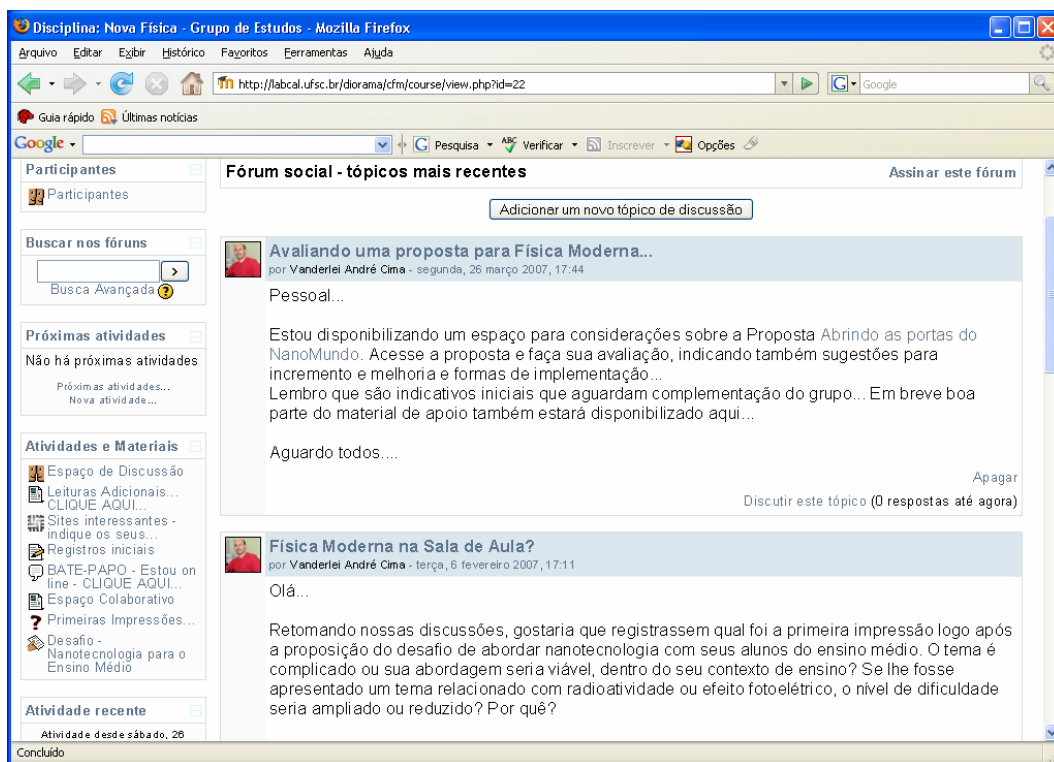 Disciplina: Nova Física - Grupo de Estudos - Mozilla Firefox
Arquivo Editar Exibir Histórico Favoritos Ferramentas Ajuda
http://labcal.ufsc.br/diorama/cfm/course/view.php?id=22
G Google
Guia rápido Últimas notícias
Google G Pesquisa ABC Verificar Inscrever Opções
Participantes
Participantes
Buscar nos fóruns
>
Busca Avançada ?
Próximas atividades
Não há próximas atividades
Próximas atividades...
Nova atividade...
Atividades e Materiais
Espaço de Discussão
Leituras Adicionais...
CLIQUE AQUI...
Sites interessantes -
indique os seus...
Registros iniciais
BATE-PAPO - Estou on
line - CLIQUE AQUI...
Espaço Colaborativo
? Primeiras Impressões...
Desafio -
Nanotecnologia para o
Ensino Médio
Atividade recente
Atividade desde sábado, 26
Fórum social - tópicos mais recentes
Assinar este fórum
Adicionar um novo tópico de discussão
Avaliando uma proposta para Física Moderna...
por Vanderlei André Cima - segunda, 26 março 2007, 17:44
Pessoal...
Estou disponibilizando um espaço para considerações sobre a Proposta Abrindo as portas do
NanoMundo. Acesse a proposta e faça sua avaliação, indicando também sugestões para
incremento e melhoria e formas de implementação...
Lembro que são indicativos iniciais que aguardam complementação do grupo... Em breve boa
parte do material de apoio também estará disponibilizado aqui...
Aguardo todos....
Apagar
Discutir este tópico (0 respostas até agora)
Física Moderna na Sala de Aula?
por Vanderlei André Cima - terça, 6 fevereiro 2007, 17:11
Olá...
Retomando nossas discussões, gostaria que registrassem qual foi a primeira impressão logo após
a proposição do desafio de abordar nanotecnologia com seus alunos do ensino médio. O tema é
complicado ou sua abordagem seria viável, dentro do seu contexto de ensino? Se lhe fosse
apresentado um tema relacionado com radioatividade ou efeito fotoelétrico, o nível de dificuldade
seria ampliado ou reduzido? Por quê?
Concluído